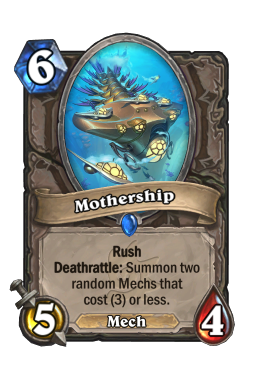 6
Mothership
Rush
Deathrattle: Summon two
random Mechs that
cost (3) or less.
5 Mech 4